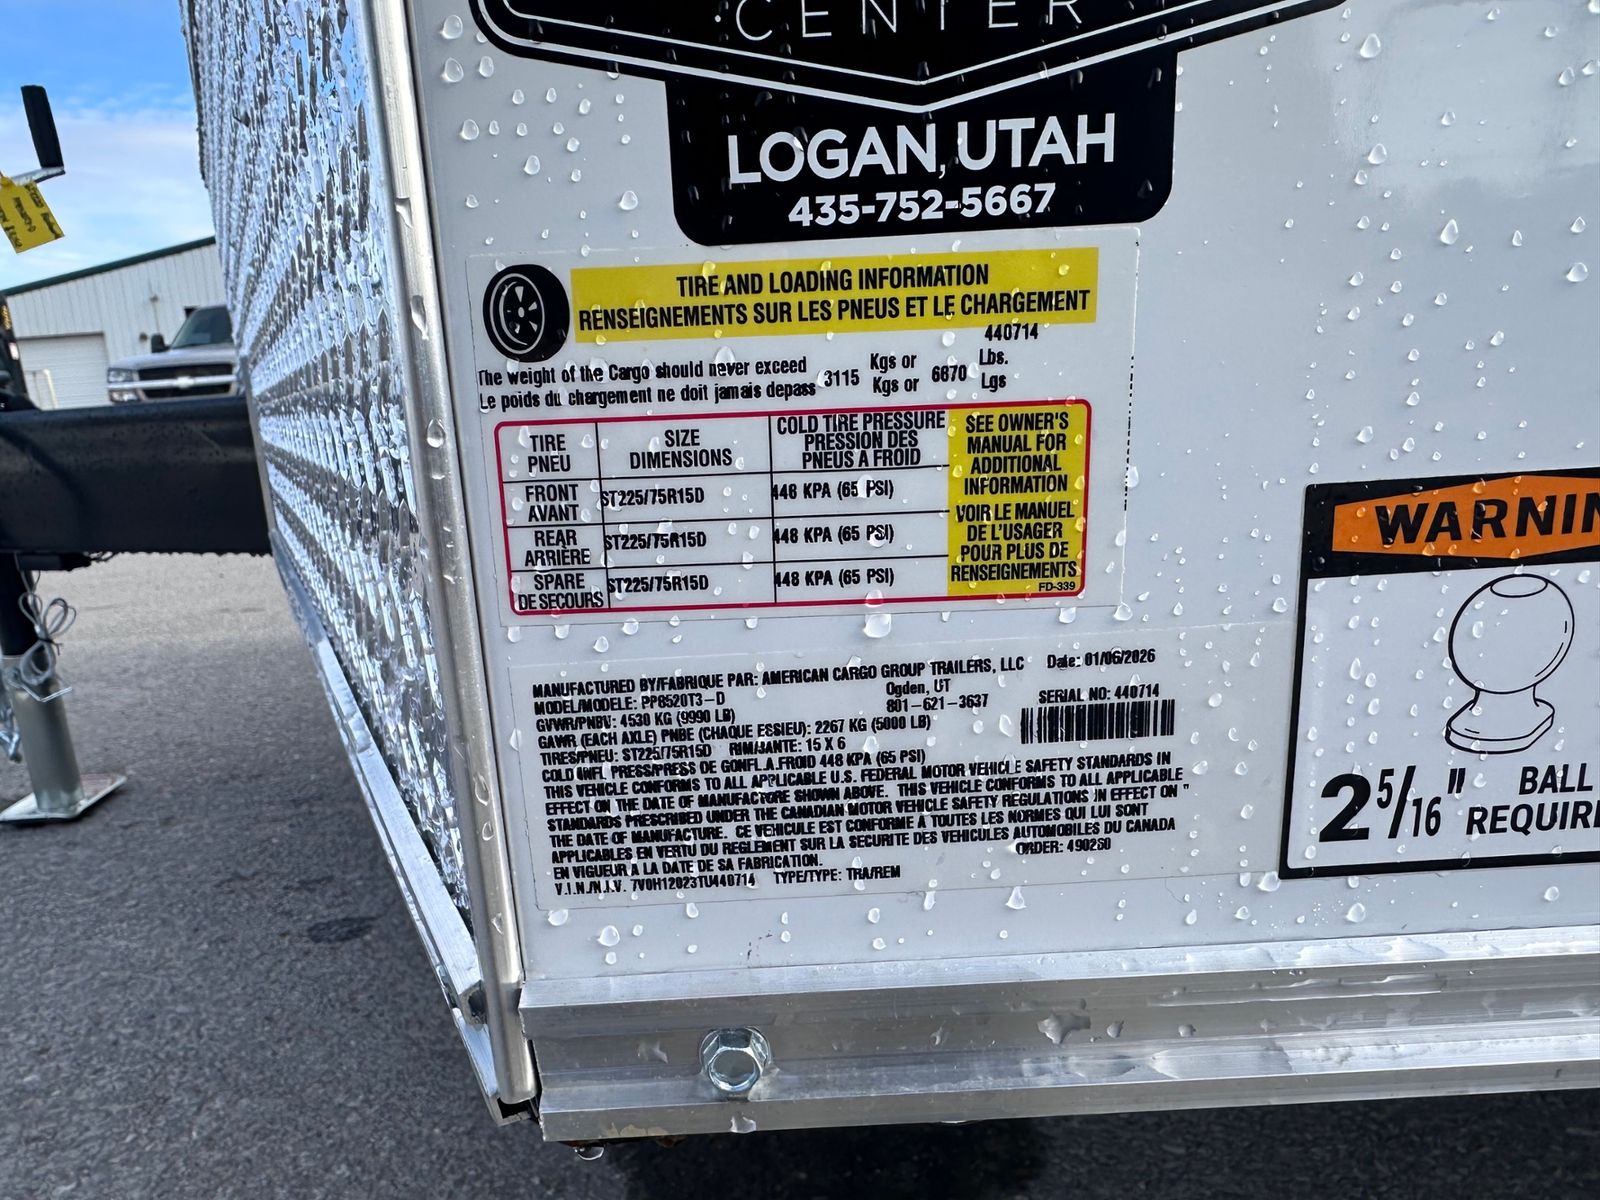 CENTER
LOGAN, UTAH
435-752-5667
TIRE AND LOADING INFORMATION
RENSEIGNEMENTS SUR LES PNEUS ET LE CHARGEMENT
440714
The weight of the Cargo should never exceed 3115 Kgs or 6870 Lbs.
Le poids du chargement ne doit jamais depass Kgs or Lgs
TIRE PNEU
SIZE DIMENSIONS
COLD TIRE PRESSURE
PRESSION DES
PNEUS A FROID
FRONT AVANT ST225/75R15D 448 KPA (65 PSI)
REAR ARRIÈRE ST225/75R15D 448 KPA (65 PSI)
SPARE DE SECOURS ST225/75R15D 448 KPA (65 PSI)
SEE OWNER'S
MANUAL FOR
ADDITIONAL
INFORMATION
VOIR LE MANUEL
DE L'USAGER
POUR PLUS DE
RENSEIGNEMENTS
FD-339
MANUFACTURED BY/FABRIQUE PAR: AMERICAN CARGO GROUP TRAILERS, LLC Date: 01/06/2026
MODEL/MODELE: PP8520T3-D Ogden, UT
GVWR/PNBV: 4530 KG (9990 LB) 801-621-3637 SERIAL NO: 440714
GAWR (EACH AXLE) PNBE (CHAQUE ESSIEU): 2267 KG (5000 LB)
TIRES/PNEU: ST225/75R15D RIM/JANTE: 15 X 6
COLD INFL PRESS/PRESS DE GONFL.A.FROID 448 KPA (65 PSI)
THIS VEHICLE CONFORMS TO ALL APPLICABLE U.S. FEDERAL MOTOR VEHICLE SAFETY STANDARDS IN
EFFECT ON THE DATE OF MANUFACTORE SHOWN ABOVE. THIS VEHICLE CONFORMS TO ALL APPLICABLE
STANDARDS PRESCRIBED UNDER THE CANADIAN MOTOR VEHICLE SAFETY REGULATIONS IN EFFECT ON "
THE DATE OF MANUFACTURE. CE VEHICULE EST CONFORME A TOUTES LES NORMES QUI LUI SONT
APPLICABLES EN VERTU DU REGLEMENT SUR LA SECURITE DES VEHICULES AUTOMOBILES DU CANADA
EN VIGUEUR A LA DATE DE SA FABRICATION. ORDER: 490260
V.I.N./N.I.V. 7V0H12023TU440714 TYPE/TYPE: TRA/REM
WARNIN
2 5/16" BALL
REQUIRE